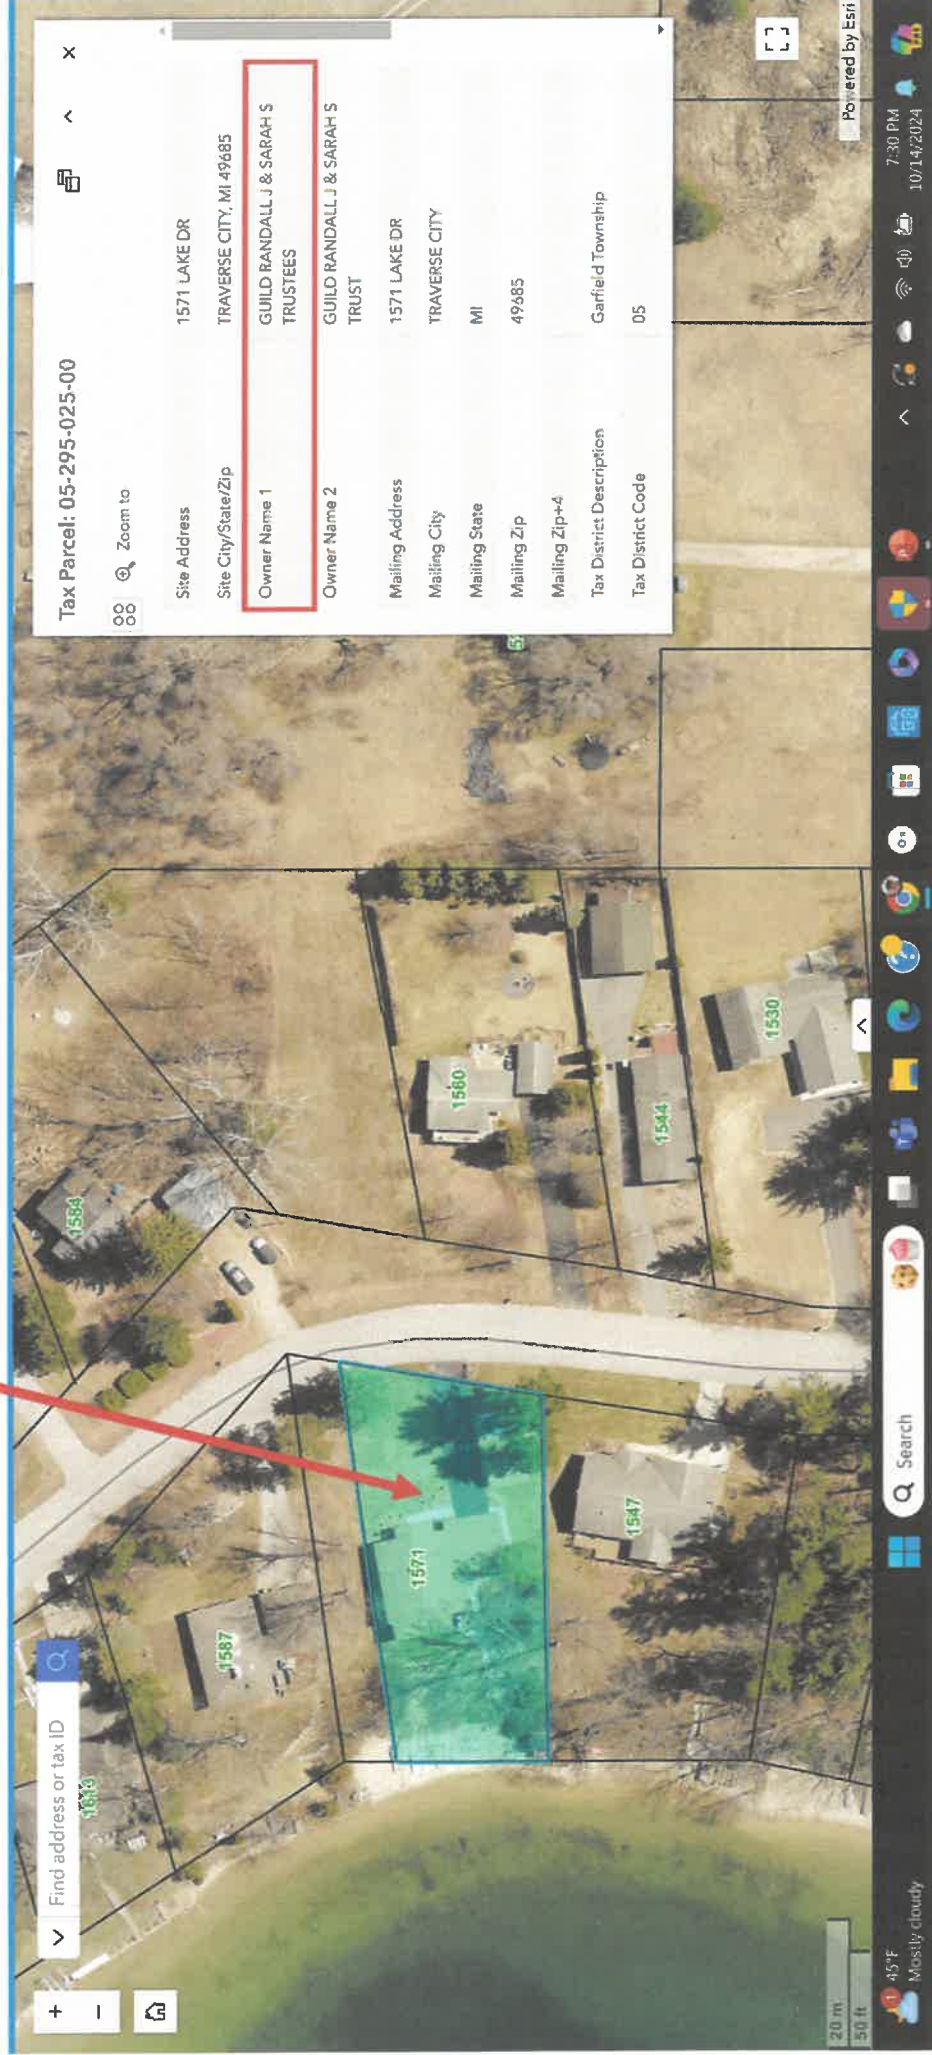 Find address or tax ID
Tax Parcel: 05-295-025-00
Zoom to
Site Address 1571 LAKE DR
Site City/State/Zip TRAVERSE CITY, MI 49685
Owner Name 1 GUILD RANDALL J & SARAH S
TRUSTEES
Owner Name 2 GUILD RANDALL J & SARAH S
TRUST
Mailing Address 1571 LAKE DR
Mailing City TRAVERSE CITY
Mailing State MI
Mailing Zip 49685
Mailing Zip+4
Tax District Description Garfield Township
Tax District Code 05
1584
1587
1571
1560
1544
1547
1530
20 m
50 ft
Powered by Esri
1
45°F
Mostly cloudy
Search
7:30 PM
10/14/2024